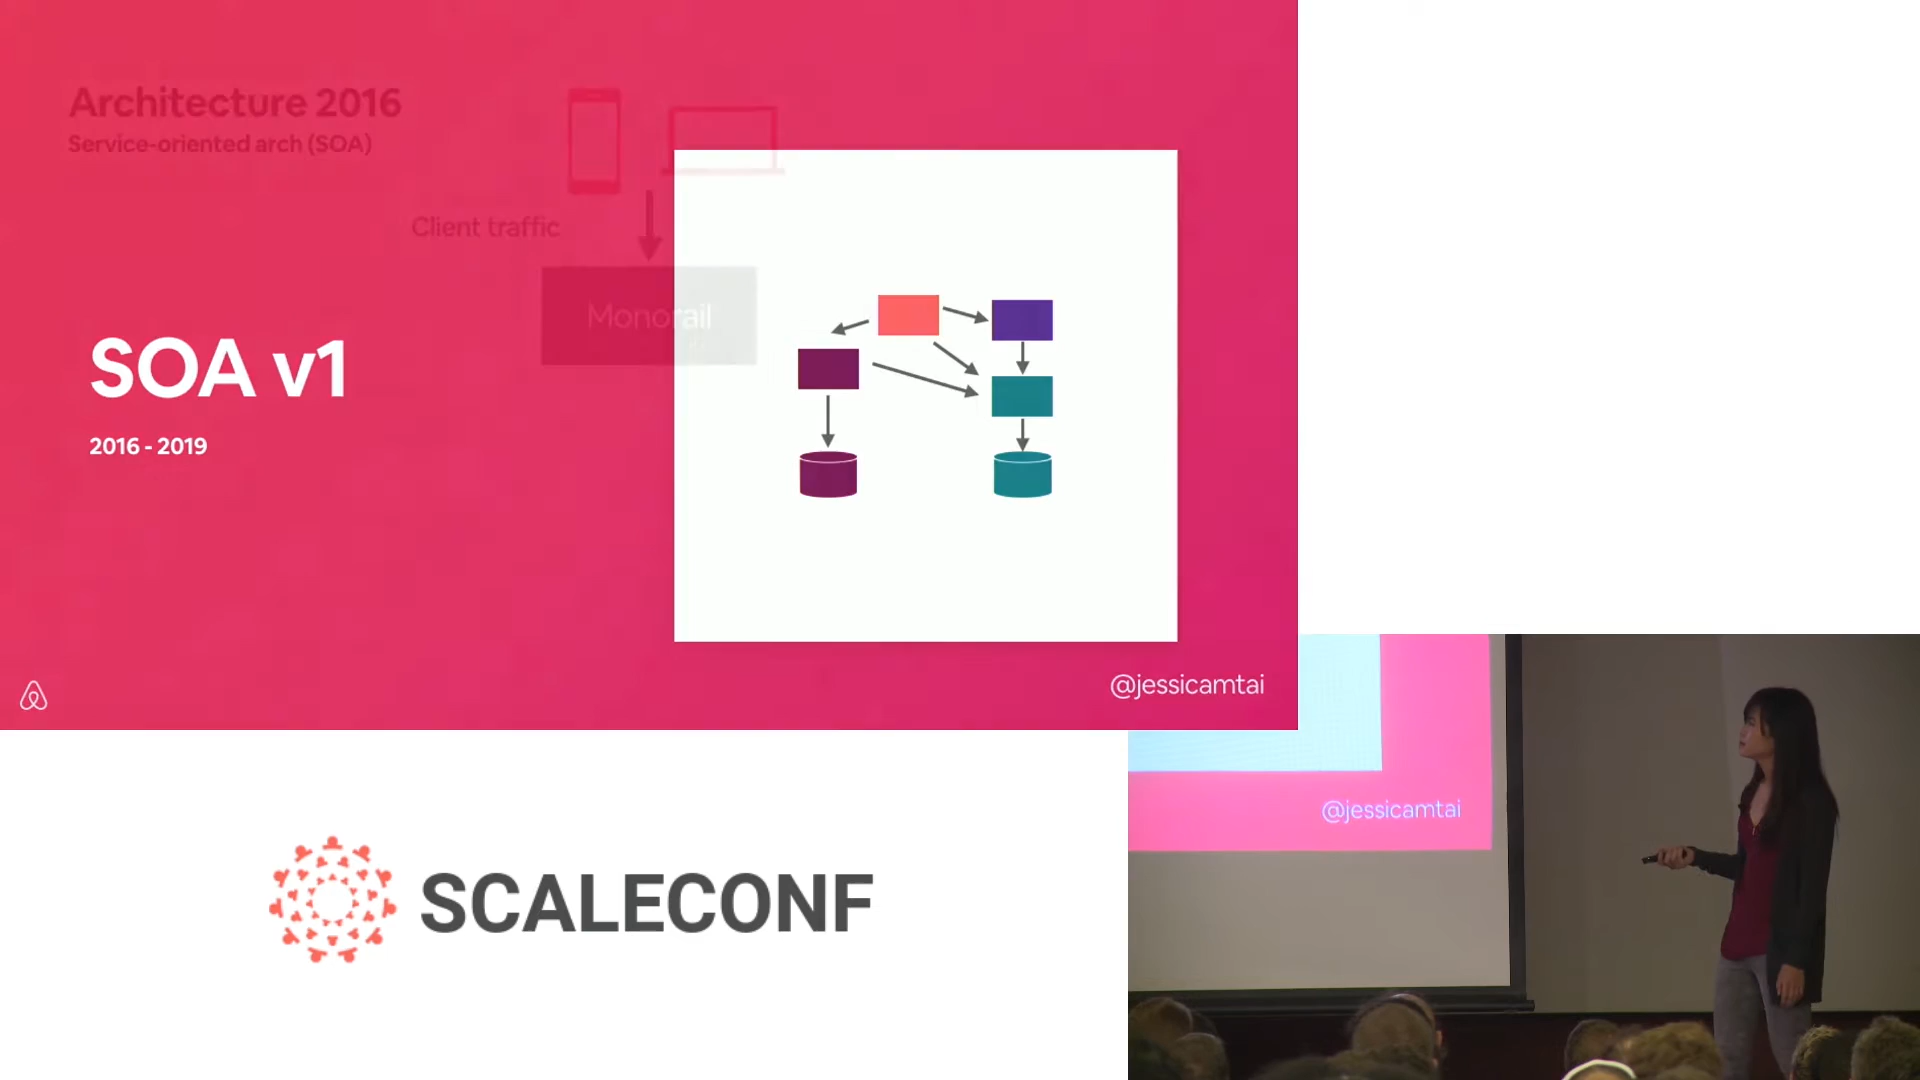 Architecture 2016
Service-oriented arch (SOA)
Client traffic
Monorail
SOA v1
2016 - 2019
@jessicamtai
@jessicamtai
SCALECONF